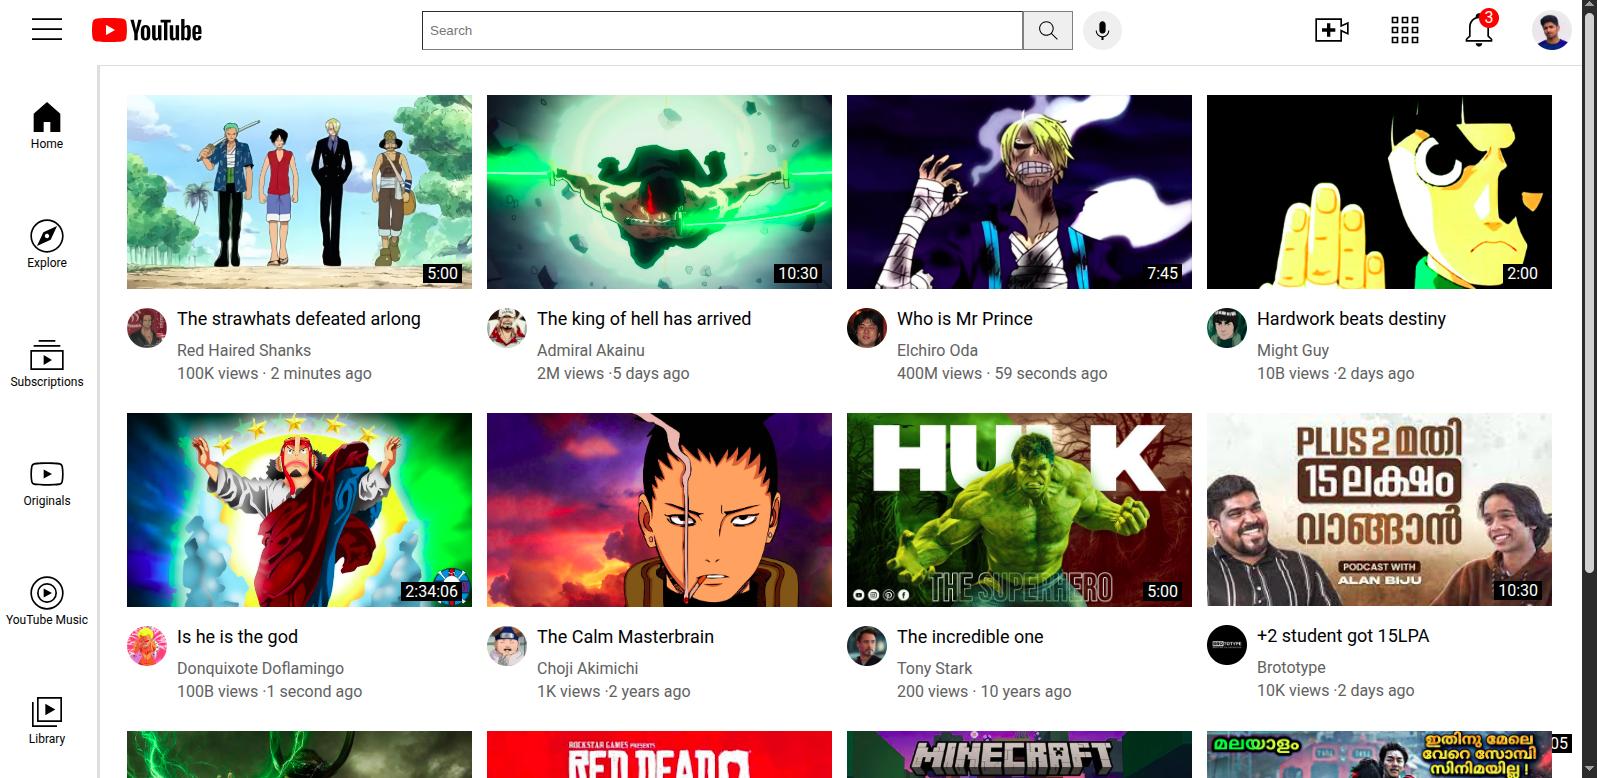 YouTube
Search
3
Home
Explore
Subscriptions
Originals
YouTube Music
Library
5:00
10:30
7:45
2:00
The strawhats defeated arlong
Red Haired Shanks
100K views · 2 minutes ago
The king of hell has arrived
Admiral Akainu
2M views ·5 days ago
Who is Mr Prince
EIchiro Oda
400M views · 59 seconds ago
Hardwork beats destiny
Might Guy
10B views ·2 days ago
2:34:06
HULK
THE SUPERHERO
5:00
PLUS 2 മതി
15 ലക്ഷം
വാങ്ങാൻ
PODCAST WITH
ALAN BIJU
10:30
Is he is the god
Donquixote Doflamingo
100B views ·1 second ago
The Calm Masterbrain
Choji Akimichi
1K views ·2 years ago
The incredible one
Tony Stark
200 views · 10 years ago
BROTOTYPE
+2 student got 15LPA
Brototype
10K views ·2 days ago
ROCKSTAR GAMES PRESENTS
RED DEAD
MINECRAFT
മലയാളം
ഇതിനു മേലെ
വേറെ സോമ്പി
സിനിമയില്ല !
05